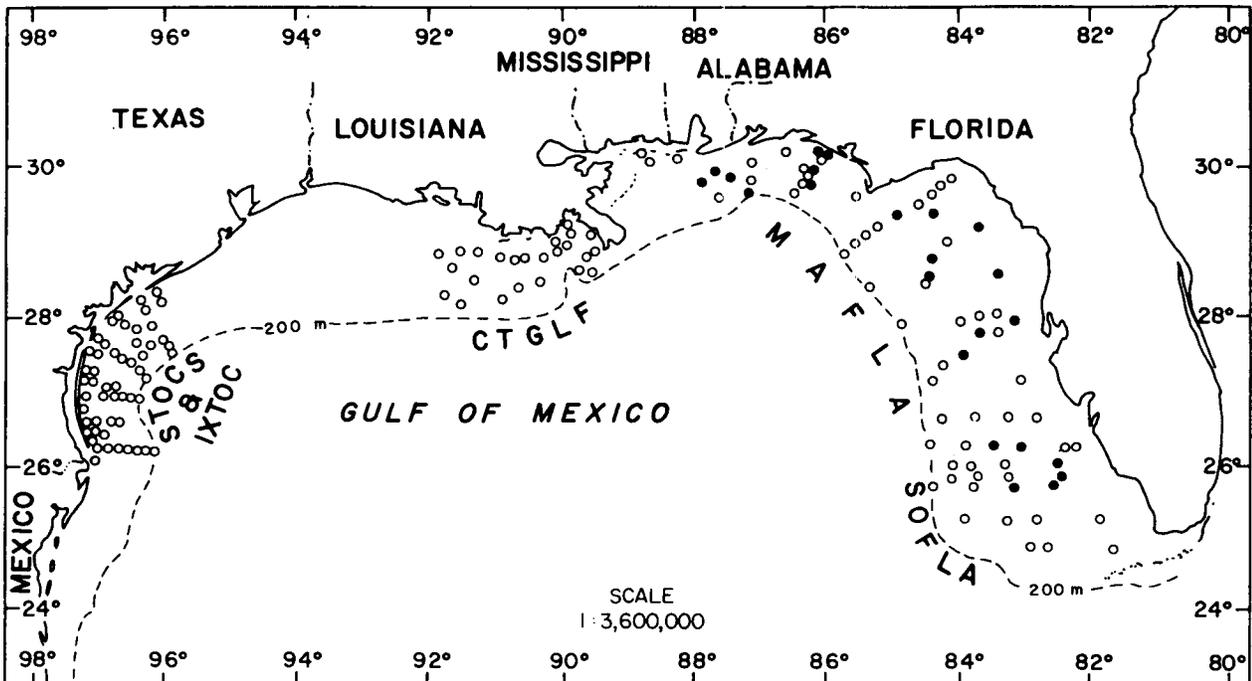 98° 96° 94° 92° 90° 88° 86° 84° 82° 80°
MISSISSIPPI ALABAMA
TEXAS LOUISIANA FLORIDA
30° 30°
MAFLA
28° 200 m 28°
CTGLF
STOCS
&
IXTOC
GULF OF MEXICO
26° 26°
SOFLA
MEXICO
200 m
SCALE
1:3,600,000
24° 24°
98° 96° 94° 92° 90° 88° 86° 84° 82° 80°